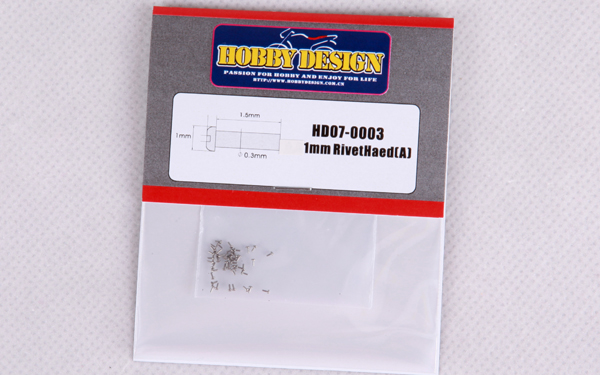 HOBBY DESIGN
PASSION FOR HOBBY AND ENJOY FOR LIFE
HTTP://WWW.HOBBYDESIGN.COM.CN
1.5mm
1mm
∅ 0.3mm
HD07-0003
1mm RivetHaed(A)